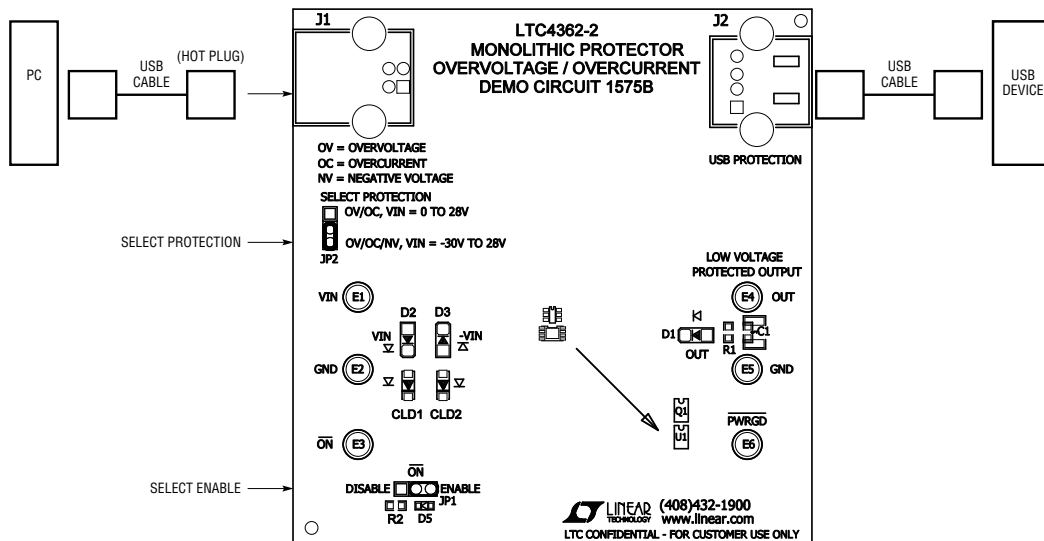 J1
LTC4362-2
MONOLITHIC PROTECTOR
OVERVOLTAGE / OVERCURRENT
DEMO CIRCUIT 1575B
J2
PC
USB
CABLE
(HOT PLUG)
USB
CABLE
USB
DEVICE
OV = OVERVOLTAGE
OC = OVERCURRENT
NV = NEGATIVE VOLTAGE
USB PROTECTION
SELECT PROTECTION
OV/OC, VIN = 0 TO 28V
SELECT PROTECTION
OV/OC/NV, VIN = -30V TO 28V
JP2
LOW VOLTAGE
PROTECTED OUTPUT
VIN
E1
E4
OUT
D2
D3
VIN
-VIN
D1
R1
C1
OUT
GND
E2
E5
GND
CLD1
CLD2
Q1
U1
PWRGD
ON
E3
E6
ON
SELECT ENABLE
DISABLE
ENABLE
JP1
R2
D5
LINEAR
TECHNOLOGY
(408)432-1900
www.linear.com
LTC CONFIDENTIAL - FOR CUSTOMER USE ONLY